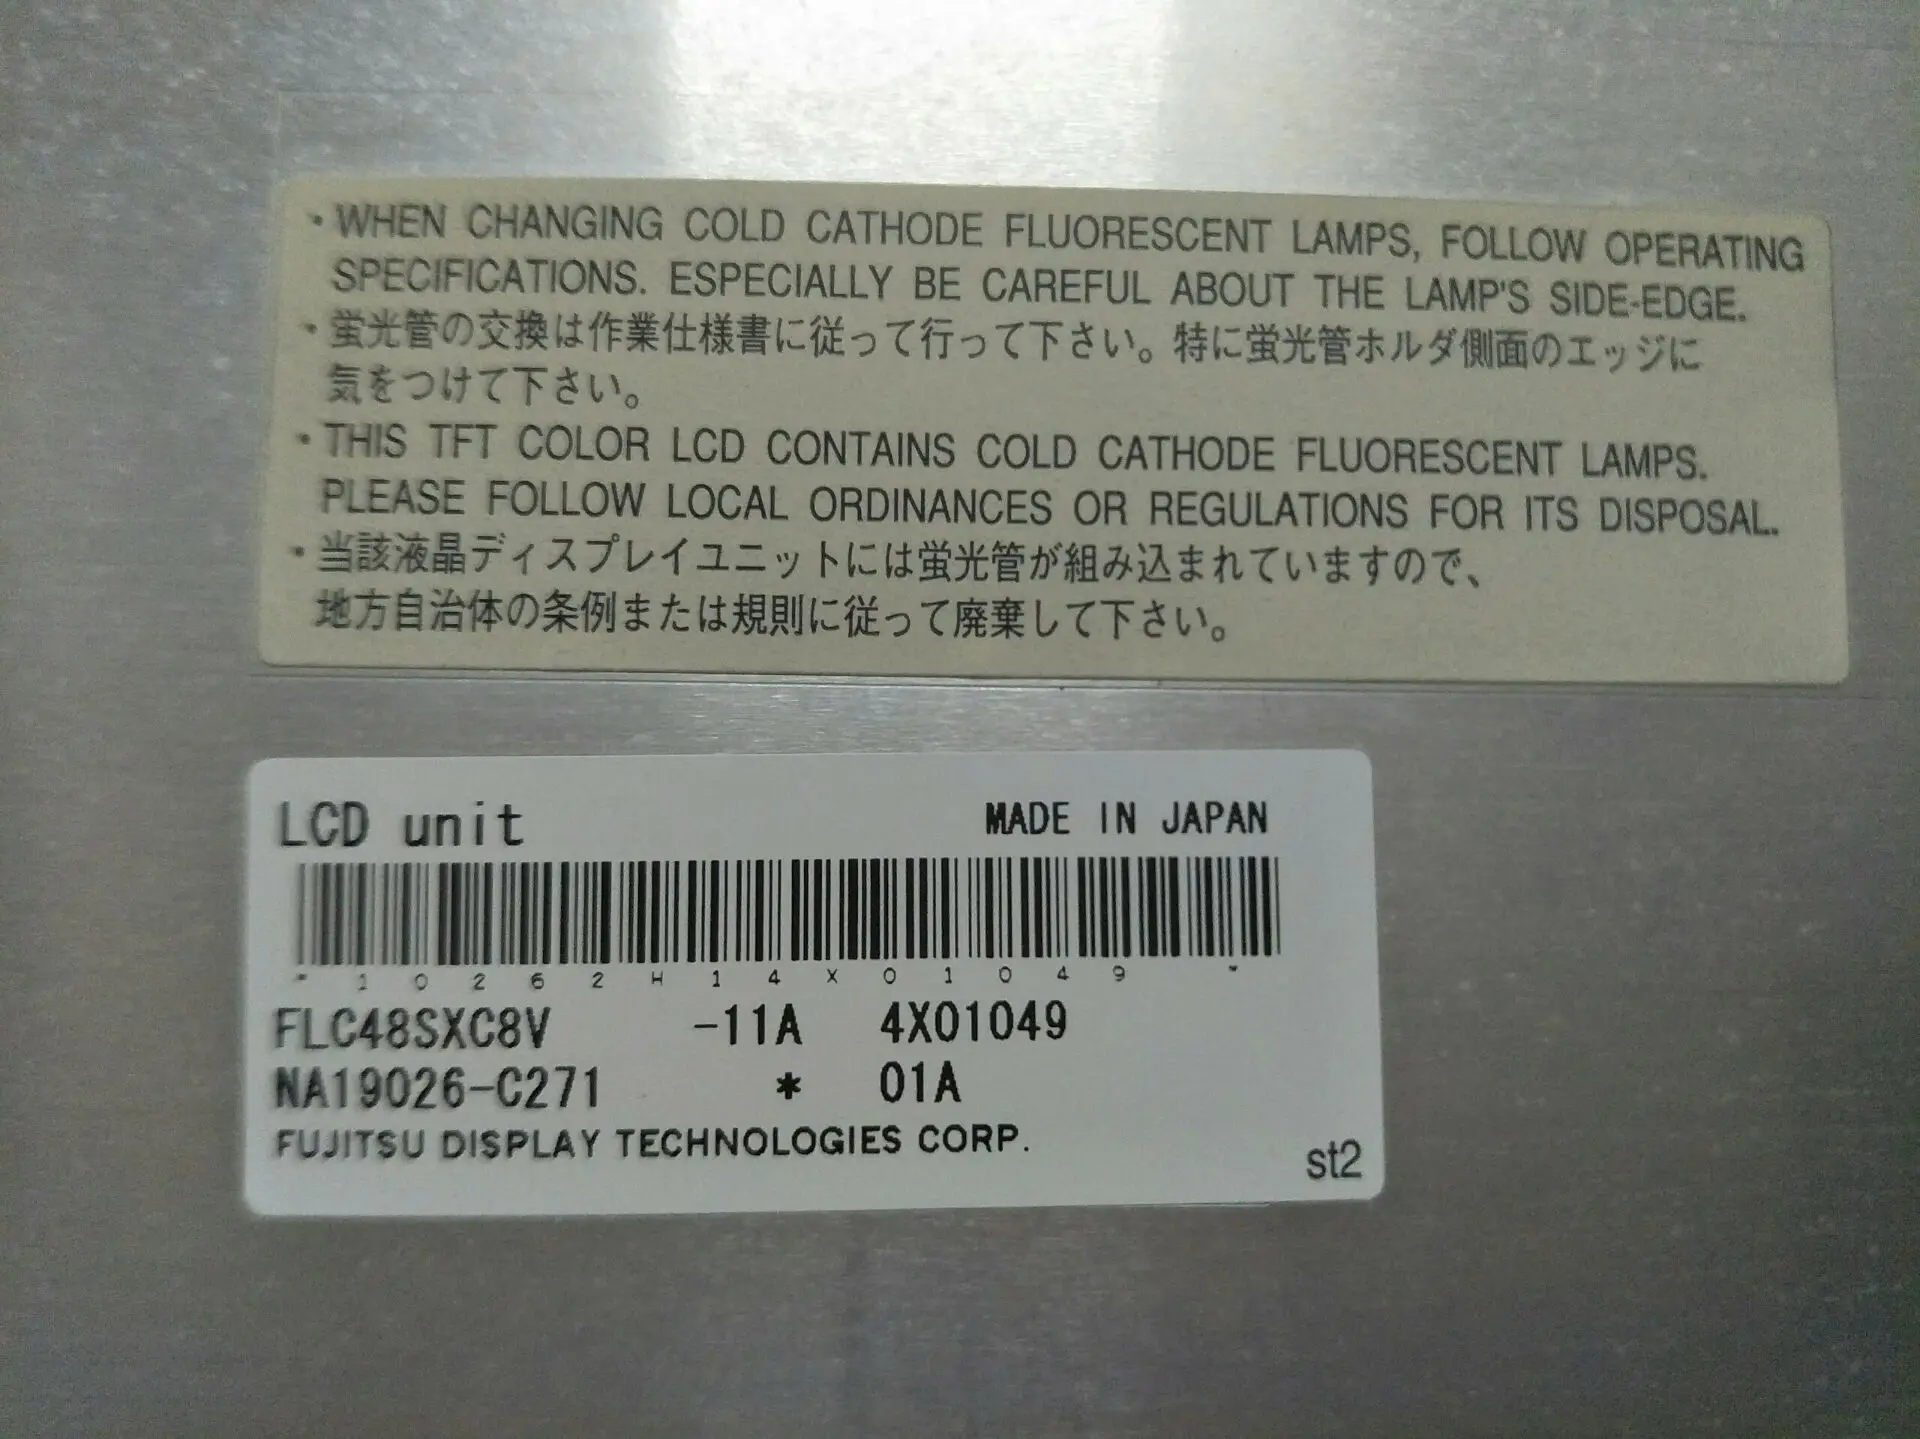 ・WHEN CHANGING COLD CATHODE FLUORESCENT LAMPS, FOLLOW OPERATING
SPECIFICATIONS. ESPECIALLY BE CAREFUL ABOUT THE LAMP'S SIDE-EDGE.
・蛍光管の交換は作業仕様書に従って行って下さい。特に蛍光管ホルダ側面のエッジに
気をつけて下さい。
・THIS TFT COLOR LCD CONTAINS COLD CATHODE FLUORESCENT LAMPS.
PLEASE FOLLOW LOCAL ORDINANCES OR REGULATIONS FOR ITS DISPOSAL.
・当該液晶ディスプレイユニットには蛍光管が組み込まれていますので、
地方自治体の条例または規則に従って廃棄して下さい。
LCD unit MADE IN JAPAN
*10262H14X01049 *
FLC48SXC8V -11A 4X01049
NA19026-C271 * 01A
FUJITSU DISPLAY TECHNOLOGIES CORP.
st2